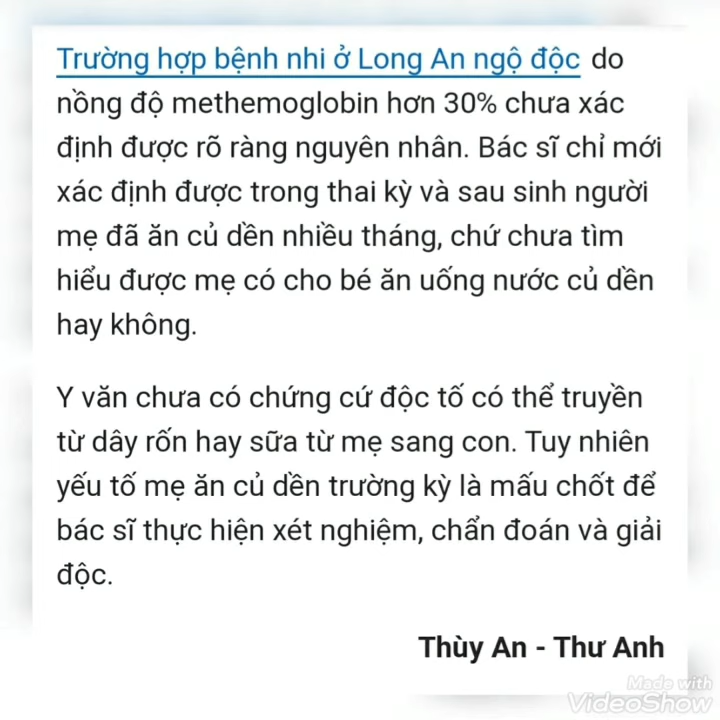 Trường hợp bệnh nhi ở Long An ngộ độc do
nồng độ methemoglobin hơn 30% chưa xác
định được rõ ràng nguyên nhân. Bác sĩ chỉ mới
xác định được trong thai kỳ và sau sinh người
mẹ đã ăn củ dền nhiều tháng, chứ chưa tìm
hiểu được mẹ có cho bé ăn uống nước củ dền
hay không.
Y văn chưa có chứng cứ độc tố có thể truyền
từ dây rốn hay sữa từ mẹ sang con. Tuy nhiên
yếu tố mẹ ăn củ dền trường kỳ là mấu chốt để
bác sĩ thực hiện xét nghiệm, chẩn đoán và giải
độc.
Thùy An - Thư Anh
Made with
VideoShow